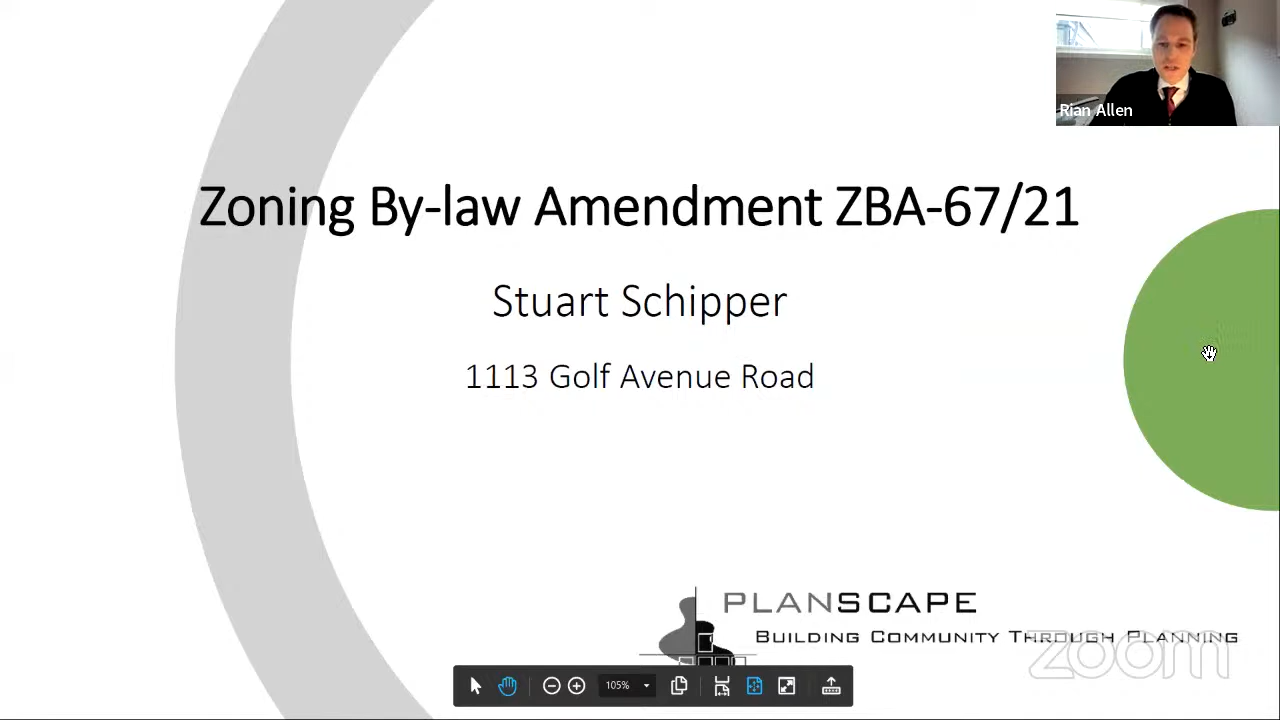 Rian Allen
Zoning By-law Amendment ZBA-67/21
Stuart Schipper
1113 Golf Avenue Road
PLANSCAPE
BUILDING COMMUNITY THROUGH PLANNING
zoom
105%